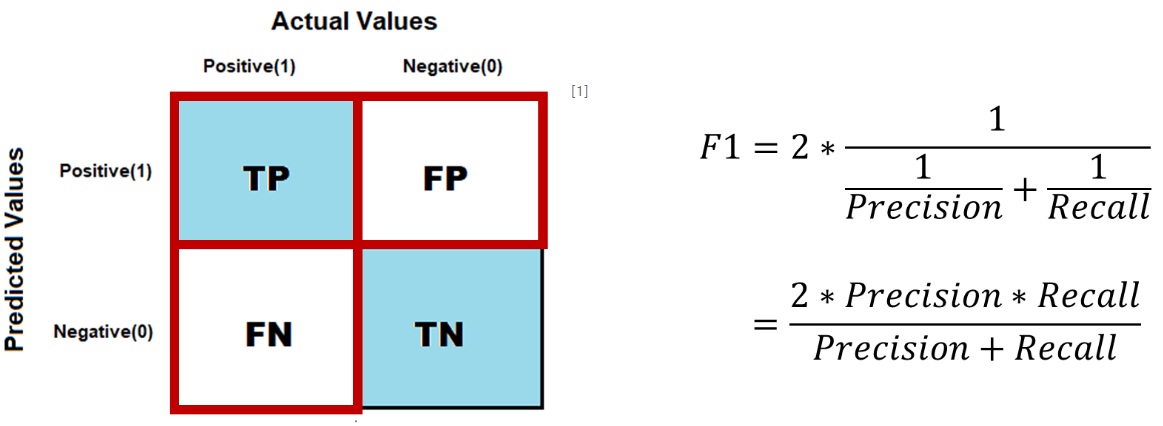 Actual Values
Positive(1) Negative(0)
[1]
Predicted Values
Positive(1) TP FP
Negative(0) FN TN
F1 = 2 * 1
1 1
Precision + Recall
= 2 * Precision * Recall
Precision + Recall